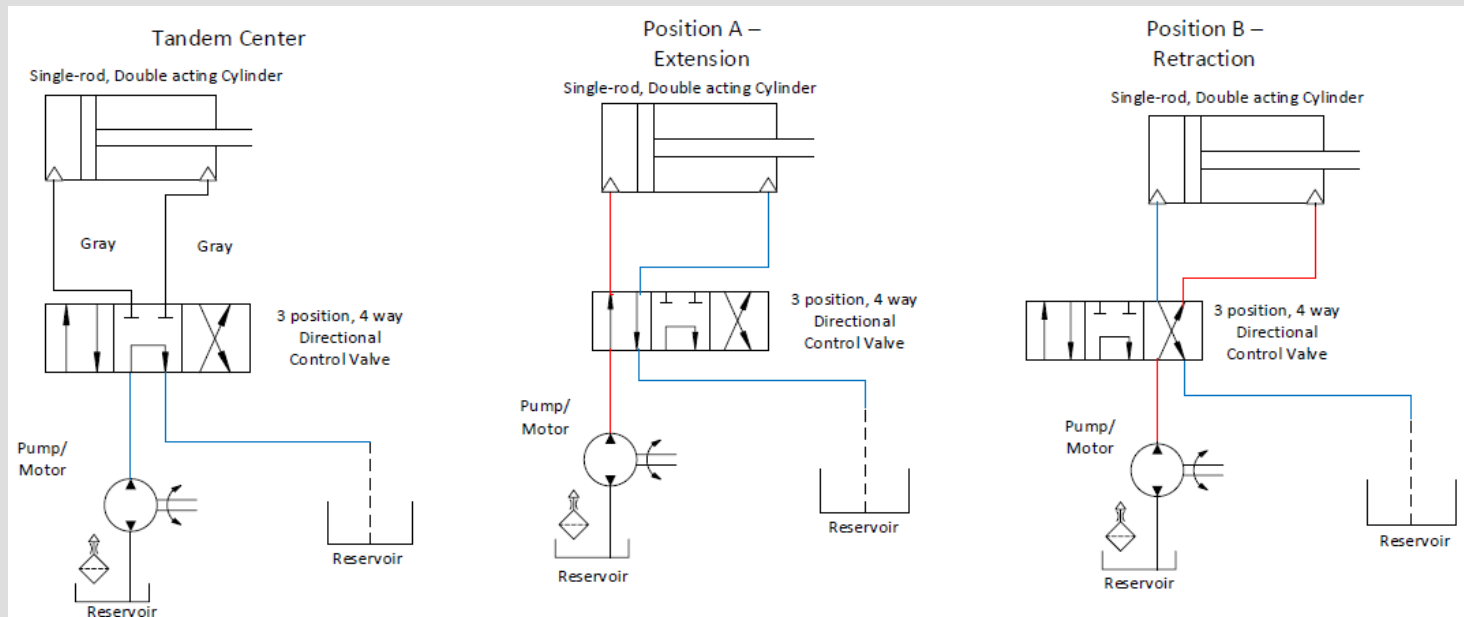 Tandem Center
Single-rod, Double acting Cylinder
Gray
Gray
3 position, 4 way
Directional
Control Valve
Pump/
Motor
Reservoir
Reservoir
Position A –
Extension
Single-rod, Double acting Cylinder
3 position, 4 way
Directional
Control Valve
Pump/
Motor
Reservoir
Reservoir
Position B –
Retraction
Single-rod, Double acting Cylinder
3 position, 4 way
Directional
Control Valve
Pump/
Motor
Reservoir
Reservoir